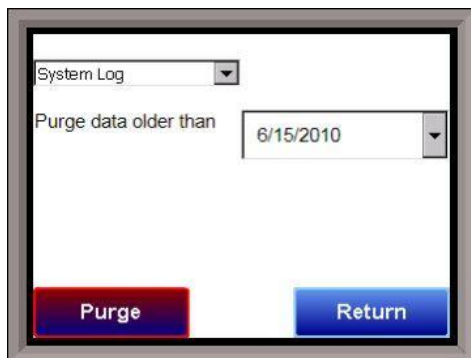 System Log
Purge data older than
6/15/2010
Purge
Return